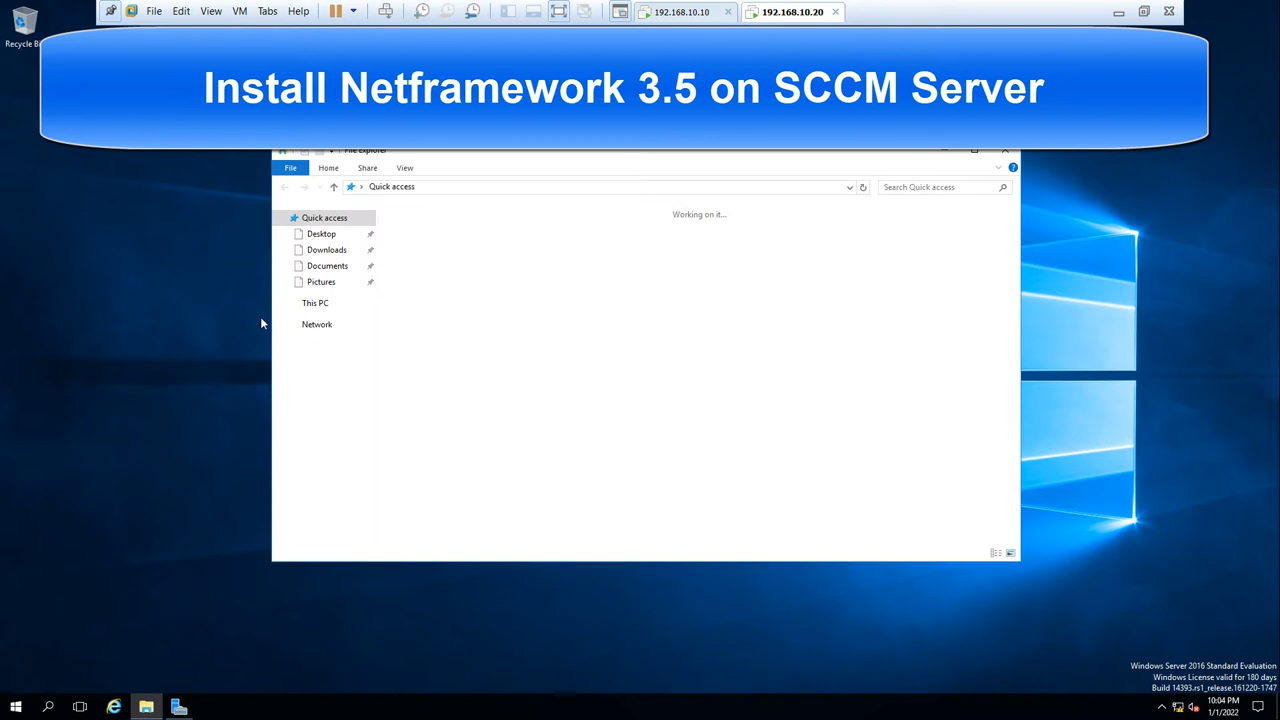 File Edit View VM Tabs Help
192.168.10.10
192.168.10.20
Install Netframework 3.5 on SCCM Server
Recycle Bi
File Explorer
File Home Share View
Quick access
Search Quick access
Working on it...
Quick access
Desktop
Downloads
Documents
Pictures
This PC
Network
Windows Server 2016 Standard Evaluation
Windows License valid for 180 days
Build 14393.rs1_release.161220-1747
10:04 PM
1/1/2022